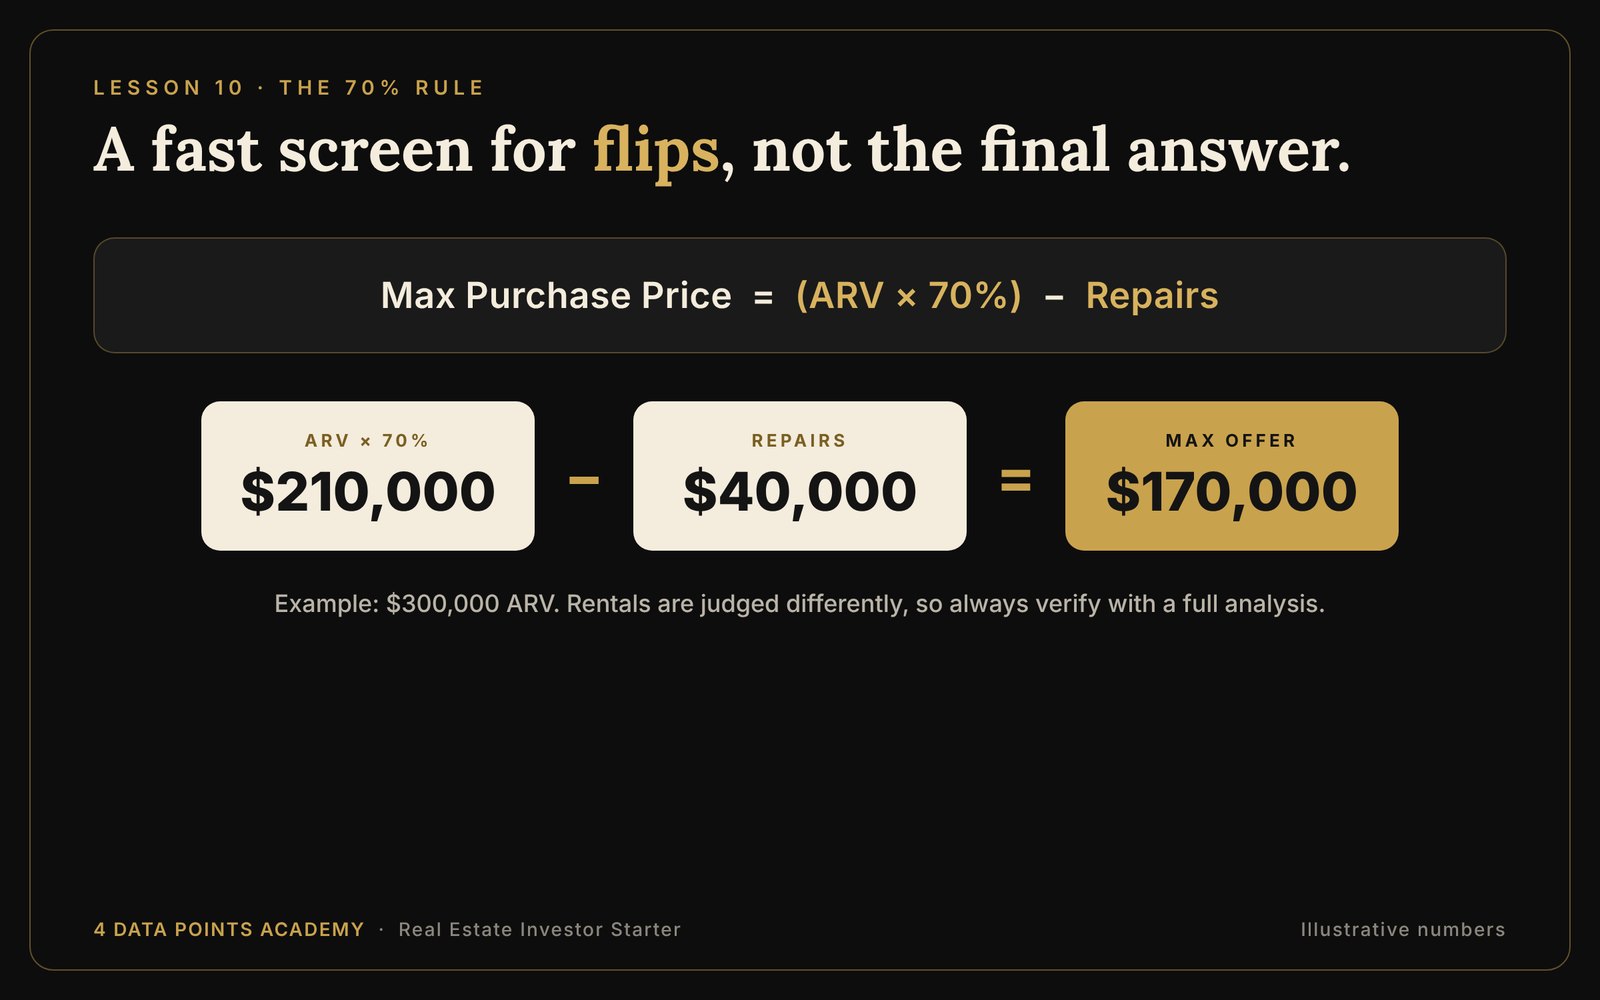 LESSON 10 · THE 70% RULE
A fast screen for flips, not the final answer.
Max Purchase Price = (ARV × 70%) – Repairs
ARV × 70%
$210,000
–
REPAIRS
$40,000
=
MAX OFFER
$170,000
Example: $300,000 ARV. Rentals are judged differently, so always verify with a full analysis.
4 DATA POINTS ACADEMY · Real Estate Investor Starter
Illustrative numbers